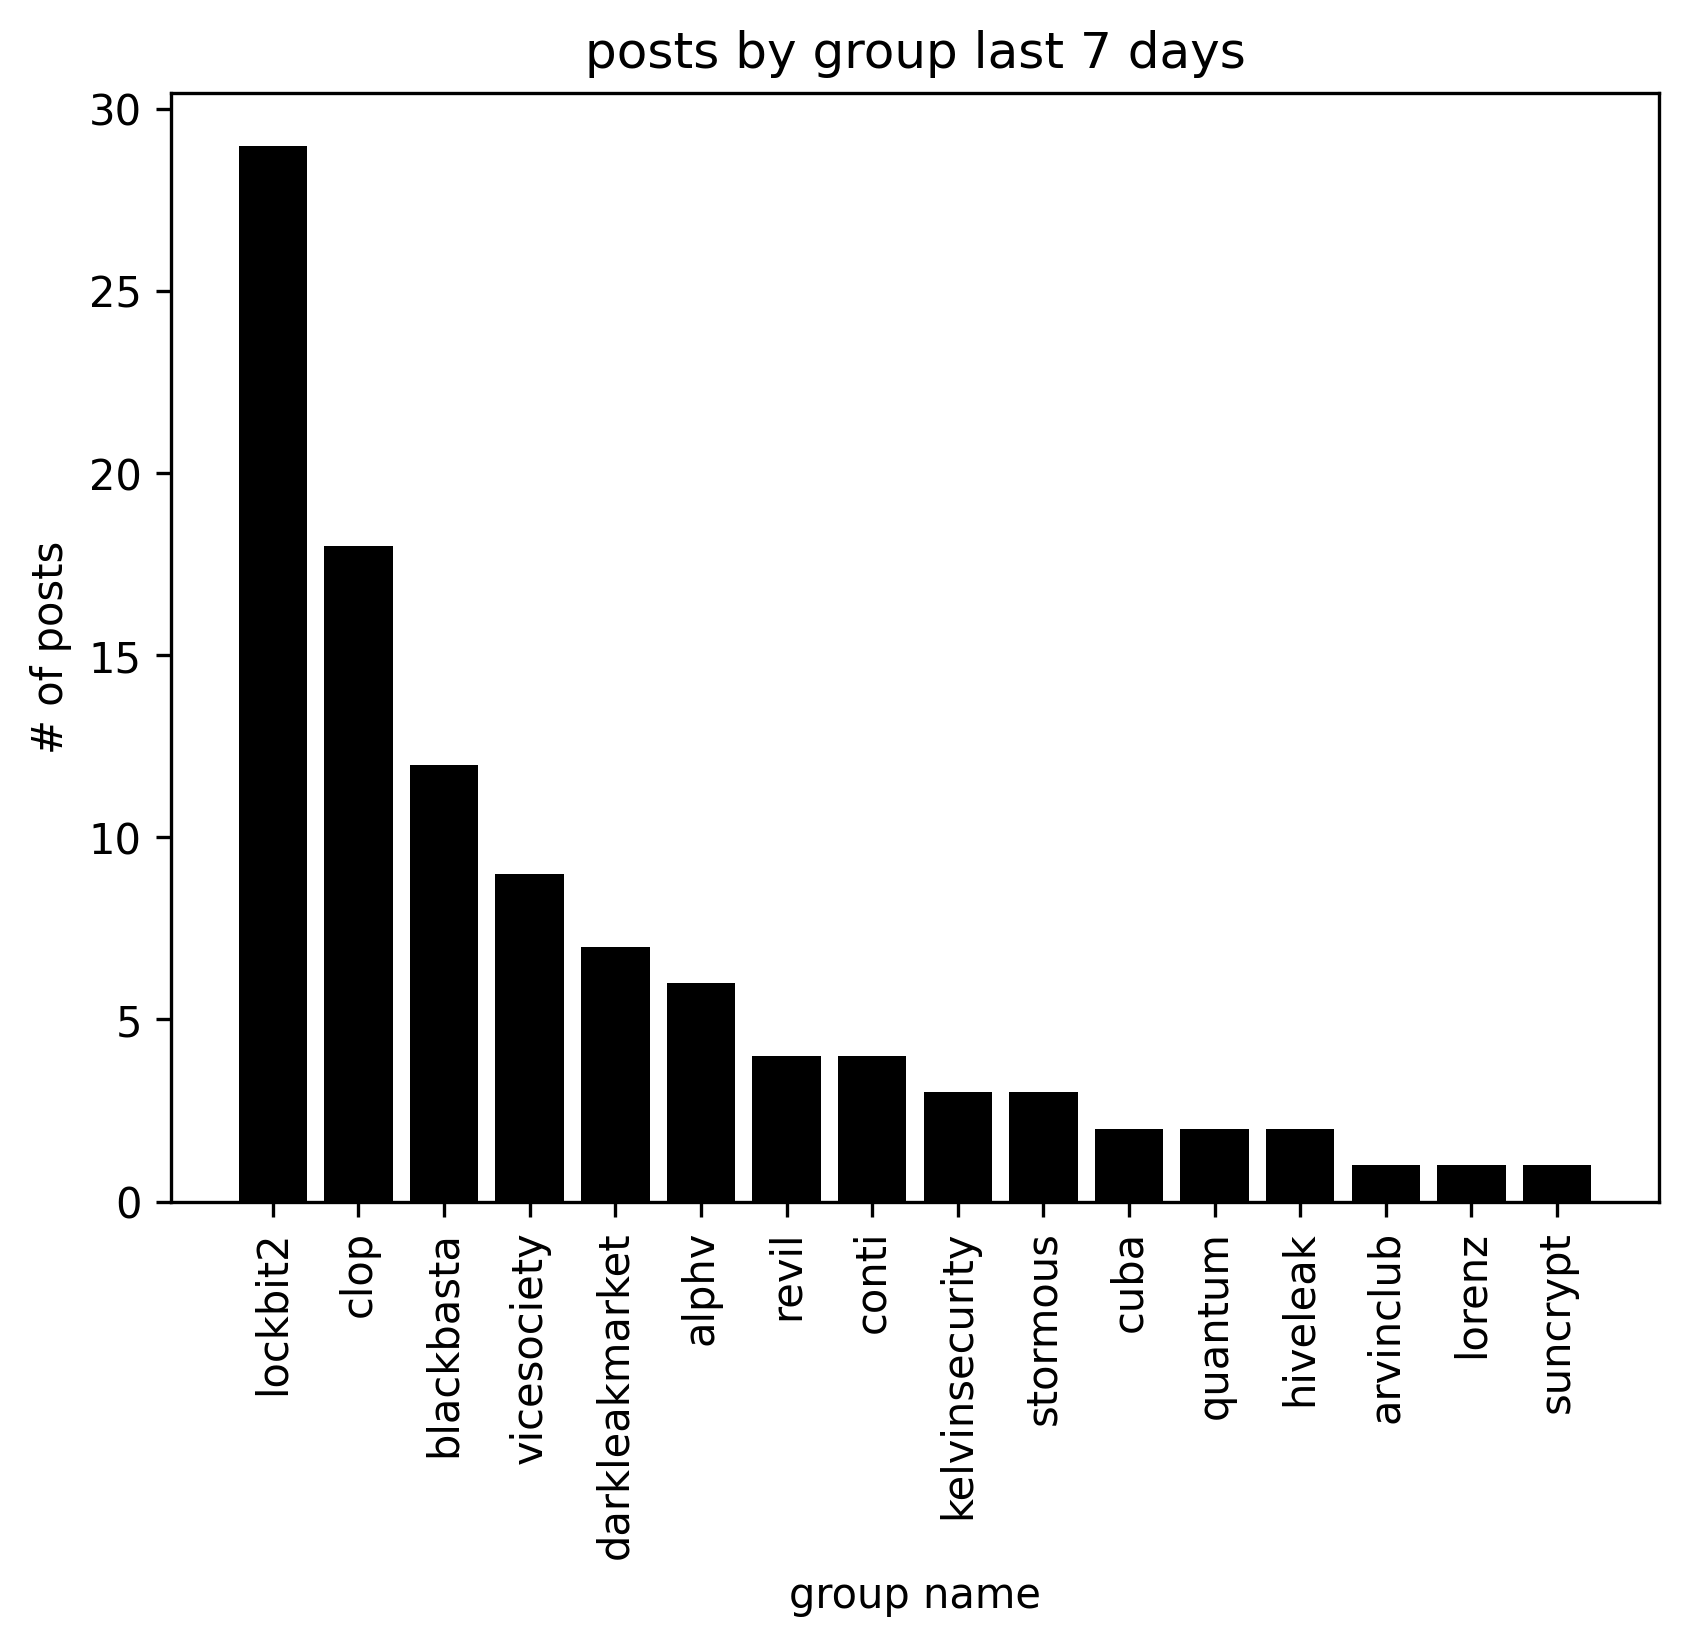 posts by group last 7 days
30
25
20
15
10
5
0
# of posts
lockbit2
clop
blackbasta
vicesociety
darkleakmarket
alphv
revil
conti
kelvinsecurity
stormous
cuba
quantum
hiveleak
arvinclub
lorenz
suncrypt
group name